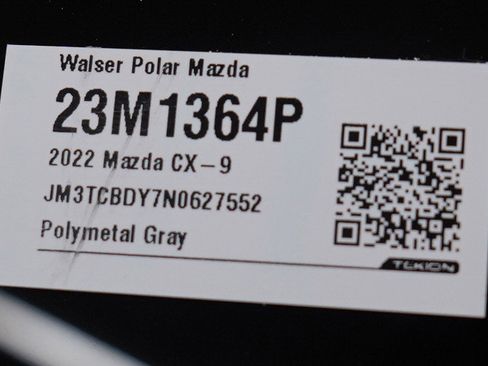 Walser Polar Mazda
23M1364P
2022 Mazda CX-9
JM3TCBDY7N0627552
Polymetal Gray
TEKION